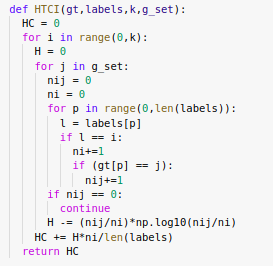 def HTCI(gt,labels,k,g_set):
  HC = 0
  for i in range(0,k):
    H = 0
    for j in g_set:
      nij = 0
      ni = 0
      for p in range(0,len(labels)):
        l = labels[p]
        if l == i:
          ni+=1
          if (gt[p] == j):
            nij+=1
      if nij == 0:
        continue
      H -= (nij/ni)*np.log10(nij/ni)
    HC += H*ni/len(labels)
  return HC